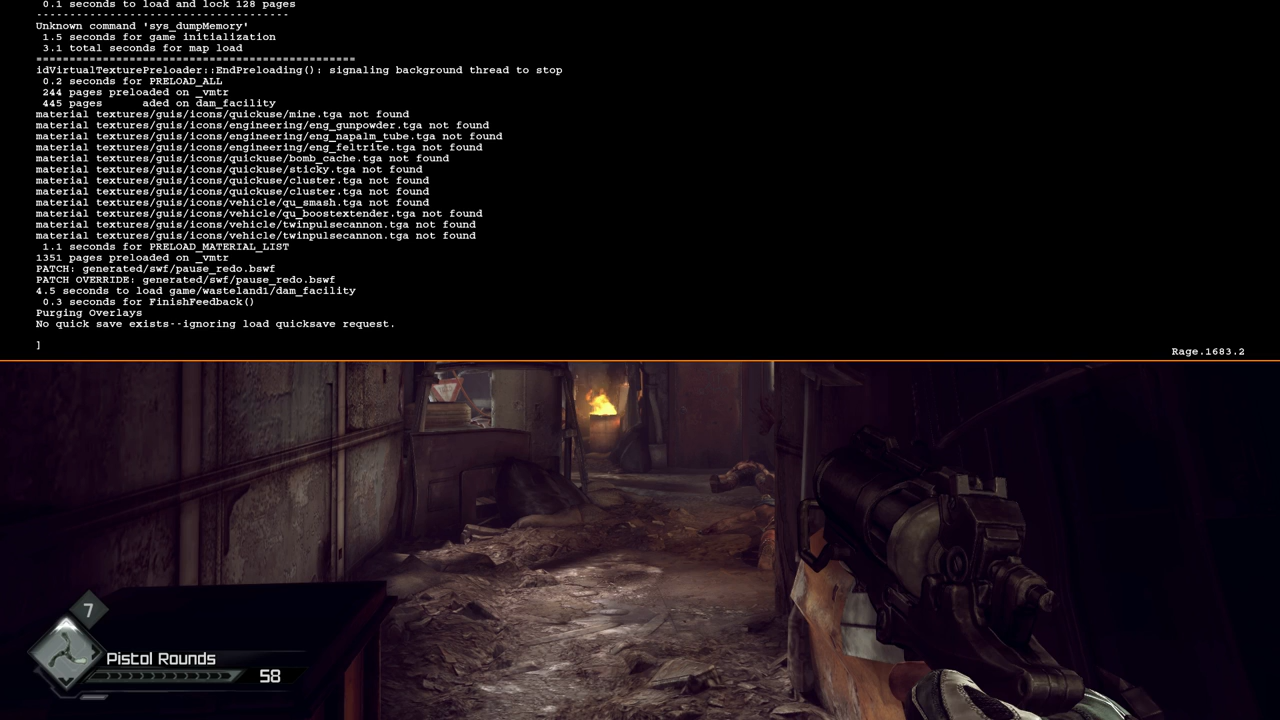 0.1 seconds to load and lock 128 pages
--------------------------------------
Unknown command 'sys_dumpMemory'
1.5 seconds for game initialization
3.1 total seconds for map load
================================================
idVirtualTexturePreloader::EndPreloading(): signaling background thread to stop
0.2 seconds for PRELOAD_ALL
244 pages preloaded on _vmtr
445 pages aded on dam_facility
material textures/guis/icons/quickuse/mine.tga not found
material textures/guis/icons/engineering/eng_gunpowder.tga not found
material textures/guis/icons/engineering/eng_napalm_tube.tga not found
material textures/guis/icons/engineering/eng_feltrite.tga not found
material textures/guis/icons/quickuse/bomb_cache.tga not found
material textures/guis/icons/quickuse/sticky.tga not found
material textures/guis/icons/quickuse/cluster.tga not found
material textures/guis/icons/quickuse/cluster.tga not found
material textures/guis/icons/vehicle/qu_smash.tga not found
material textures/guis/icons/vehicle/qu_boostextender.tga not found
material textures/guis/icons/vehicle/twinpulsecannon.tga not found
material textures/guis/icons/vehicle/twinpulsecannon.tga not found
1.1 seconds for PRELOAD_MATERIAL_LIST
1351 pages preloaded on _vmtr
PATCH: generated/swf/pause_redo.bswf
PATCH OVERRIDE: generated/swf/pause_redo.bswf
4.5 seconds to load game/wasteland1/dam_facility
0.3 seconds for FinishFeedback()
Purging Overlays
No quick save exists--ignoring load quicksave request.
]
Rage.1683.2
7
Pistol Rounds
58